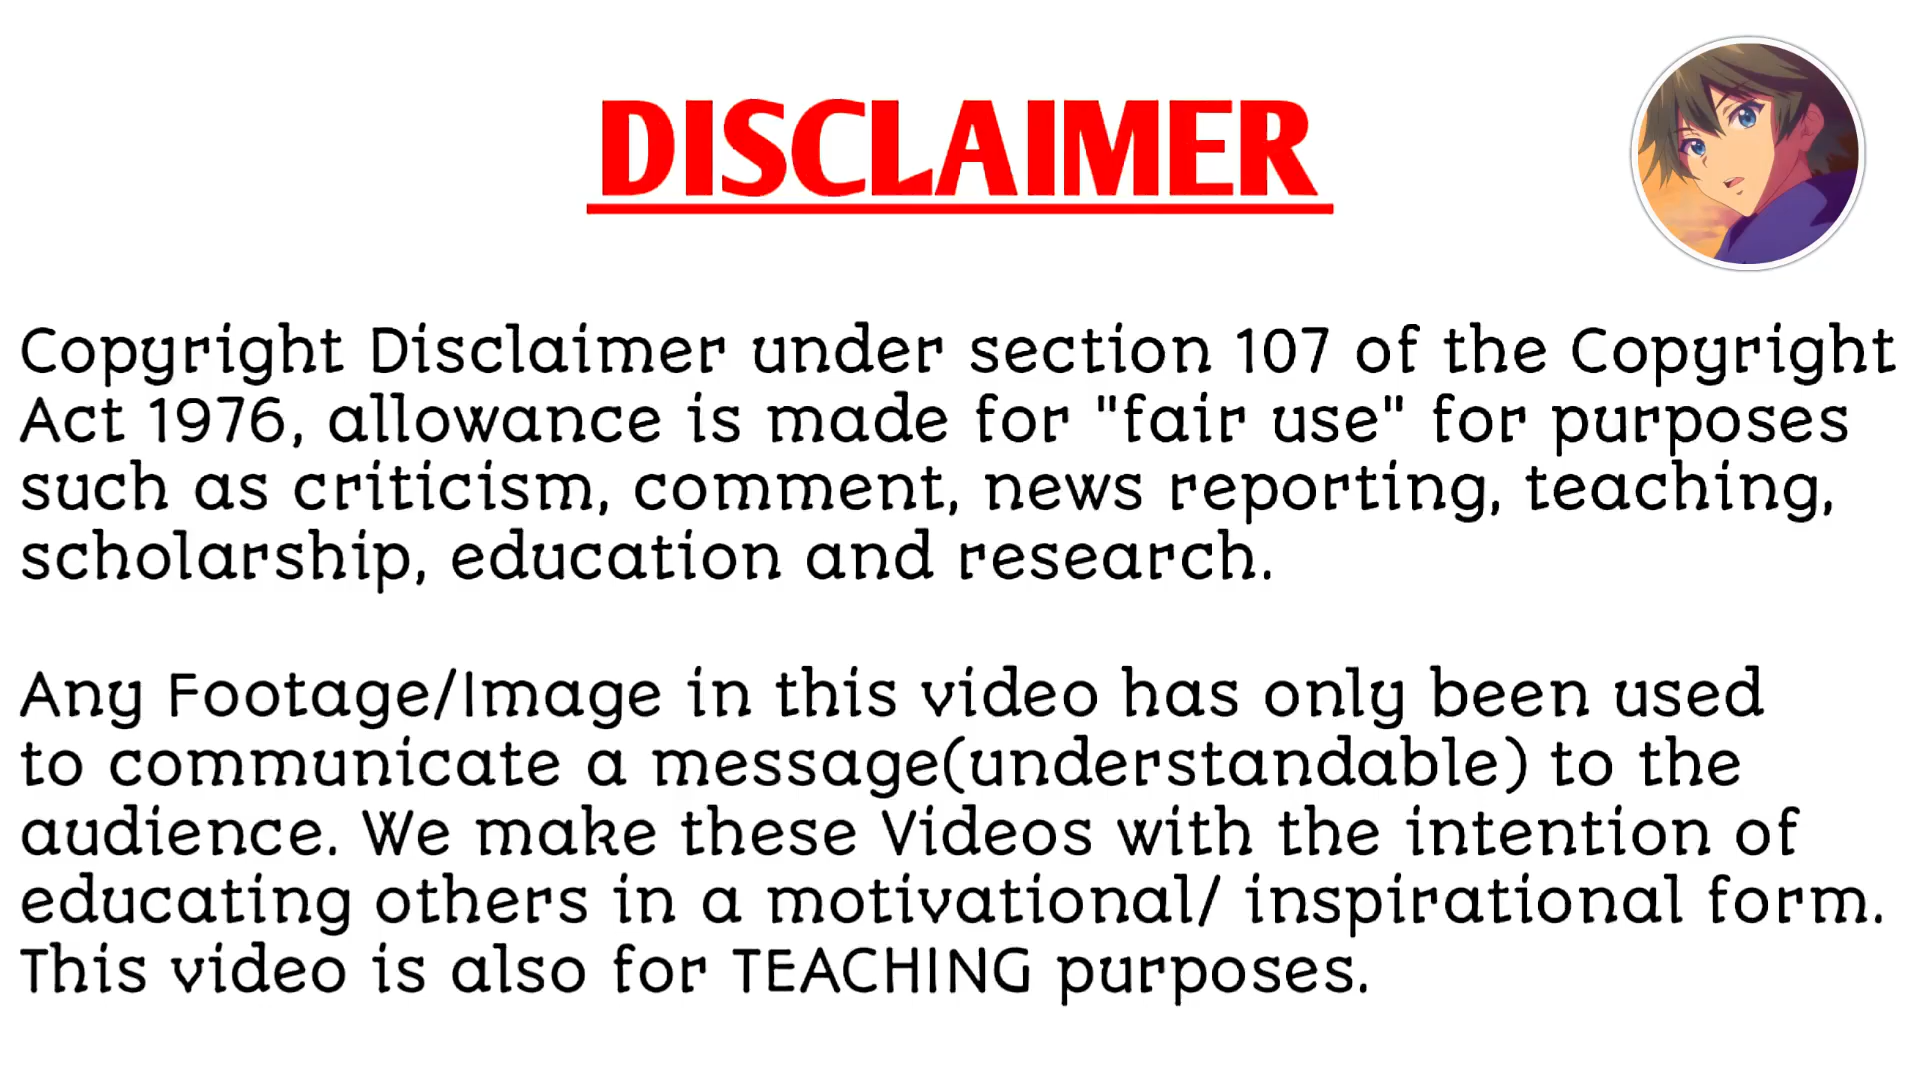 DISCLAIMER
Copyright Disclaimer under section 107 of the Copyright
Act 1976, allowance is made for "fair use" for purposes
such as criticism, comment, news reporting, teaching,
scholarship, education and research.
Any Footage/Image in this video has only been used
to communicate a message(understandable) to the
audience. We make these Videos with the intention of
educating others in a motivational/ inspirational form.
This video is also for TEACHING purposes.